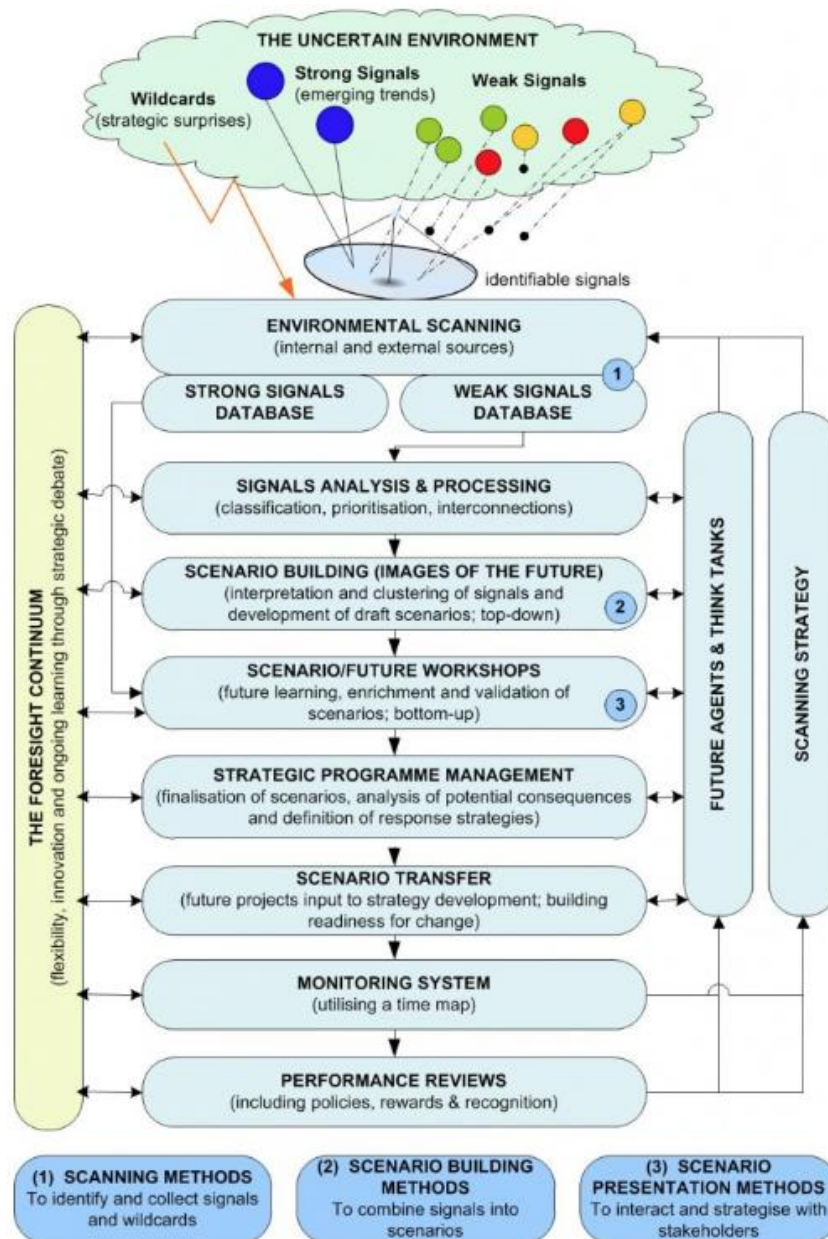 THE UNCERTAIN ENVIRONMENT
Strong Signals
(emerging trends)
Weak Signals
Wildcards
(strategic surprises)
identifiable signals
ENVIRONMENTAL SCANNING
(internal and external sources)
1
STRONG SIGNALS
DATABASE
WEAK SIGNALS
DATABASE
SIGNALS ANALYSIS & PROCESSING
(classification, prioritisation, interconnections)
SCENARIO BUILDING (IMAGES OF THE FUTURE)
(interpretation and clustering of signals and
development of draft scenarios; top-down)
2
SCENARIO/FUTURE WORKSHOPS
(future learning, enrichment and validation of
scenarios; bottom-up)
3
STRATEGIC PROGRAMME MANAGEMENT
(finalisation of scenarios, analysis of potential consequences
and definition of response strategies)
SCENARIO TRANSFER
(future projects input to strategy development; building
readiness for change)
MONITORING SYSTEM
(utilising a time map)
PERFORMANCE REVIEWS
(including policies, rewards & recognition)
THE FORESIGHT CONTINUUM
(flexibility, innovation and ongoing learning through strategic debate)
FUTURE AGENTS & THINK TANKS
SCANNING STRATEGY
(1) SCANNING METHODS
To identify and collect signals
and wildcards
(2) SCENARIO BUILDING
METHODS
To combine signals into
scenarios
(3) SCENARIO
PRESENTATION METHODS
To interact and strategise with
stakeholders